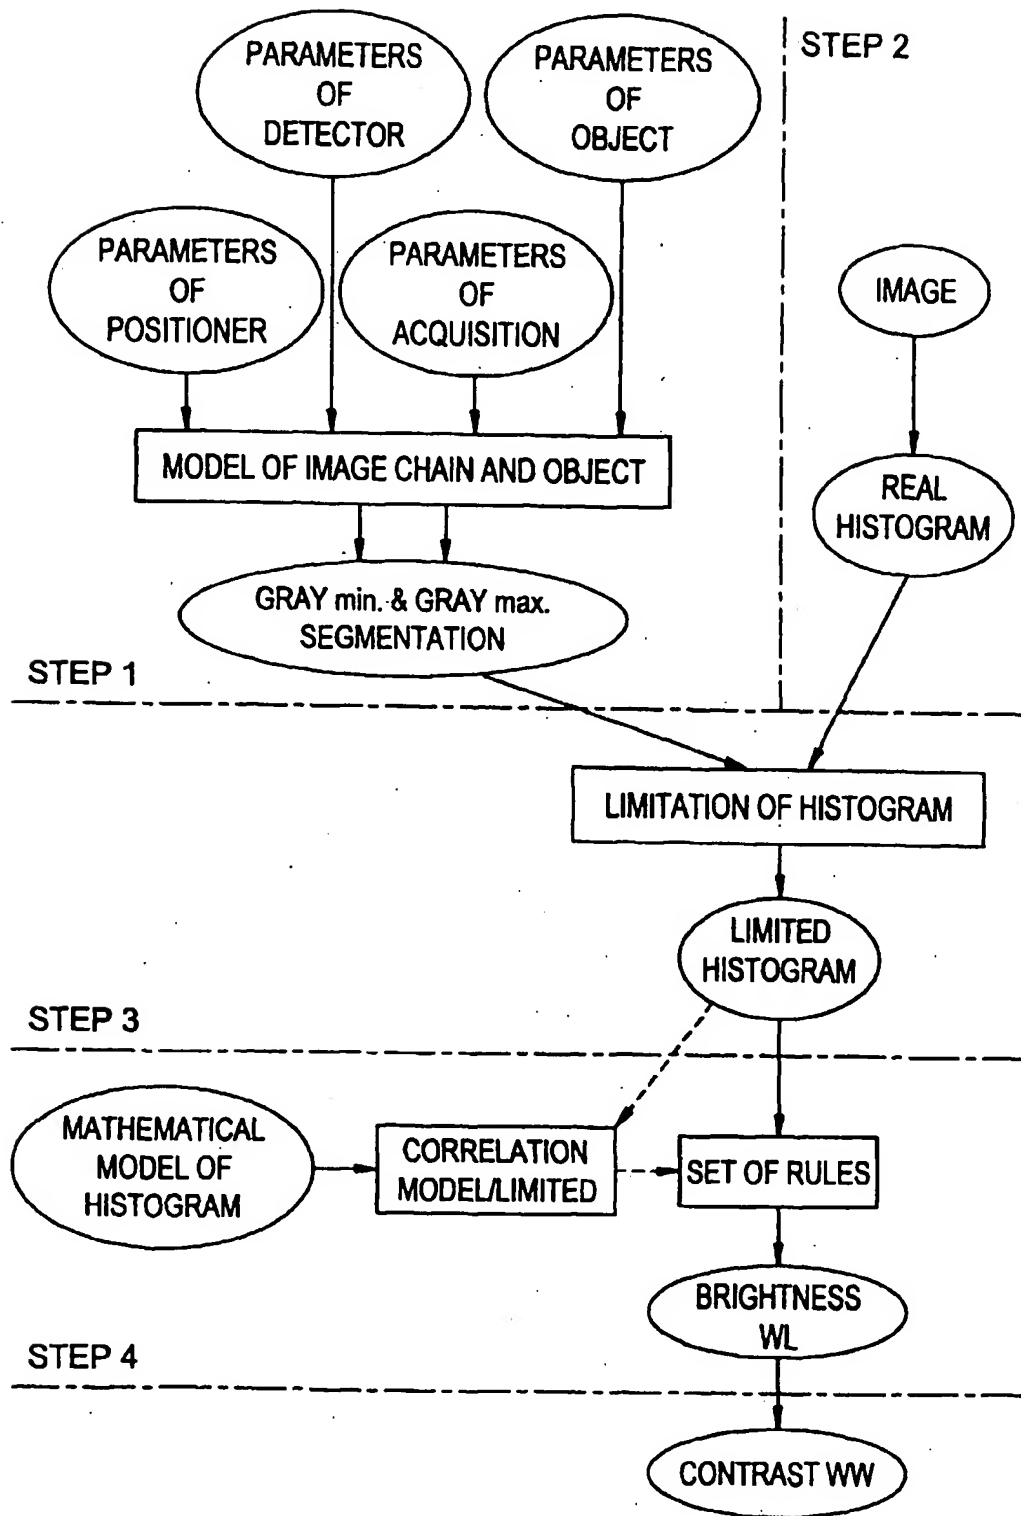 STEP 2
PARAMETERS
OF
DETECTOR
PARAMETERS
OF
OBJECT
PARAMETERS
OF
POSITIONER
PARAMETERS
OF
ACQUISITION
IMAGE
MODEL OF IMAGE CHAIN AND OBJECT
REAL
HISTOGRAM
GRAY min. & GRAY max.
SEGMENTATION
STEP 1
LIMITATION OF HISTOGRAM
LIMITED
HISTOGRAM
STEP 3
MATHEMATICAL
MODEL OF
HISTOGRAM
CORRELATION
MODEL/LIMITED
SET OF RULES
BRIGHTNESS
WL
STEP 4
CONTRAST WW